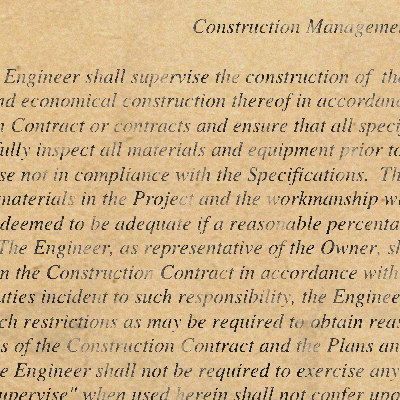 Construction Manageme
Engineer shall supervise the construction of th
nd economical construction thereof in accordanc
n Contract or contracts and ensure that all speci
fully inspect all materials and equipment prior to
se not in compliance with the Specifications. Th
materials in the Project and the workmanship w
deemed to be adequate if a reasonable percenta
The Engineer, as representative of the Owner, sh
n the Construction Contract in accordance with
uties incident to such responsibility, the Enginee
ch restrictions as may be required to obtain reas
s of the Construction Contract and the Plans an
e Engineer shall not be required to exercise any
upervise" when used herein shall not confer upo